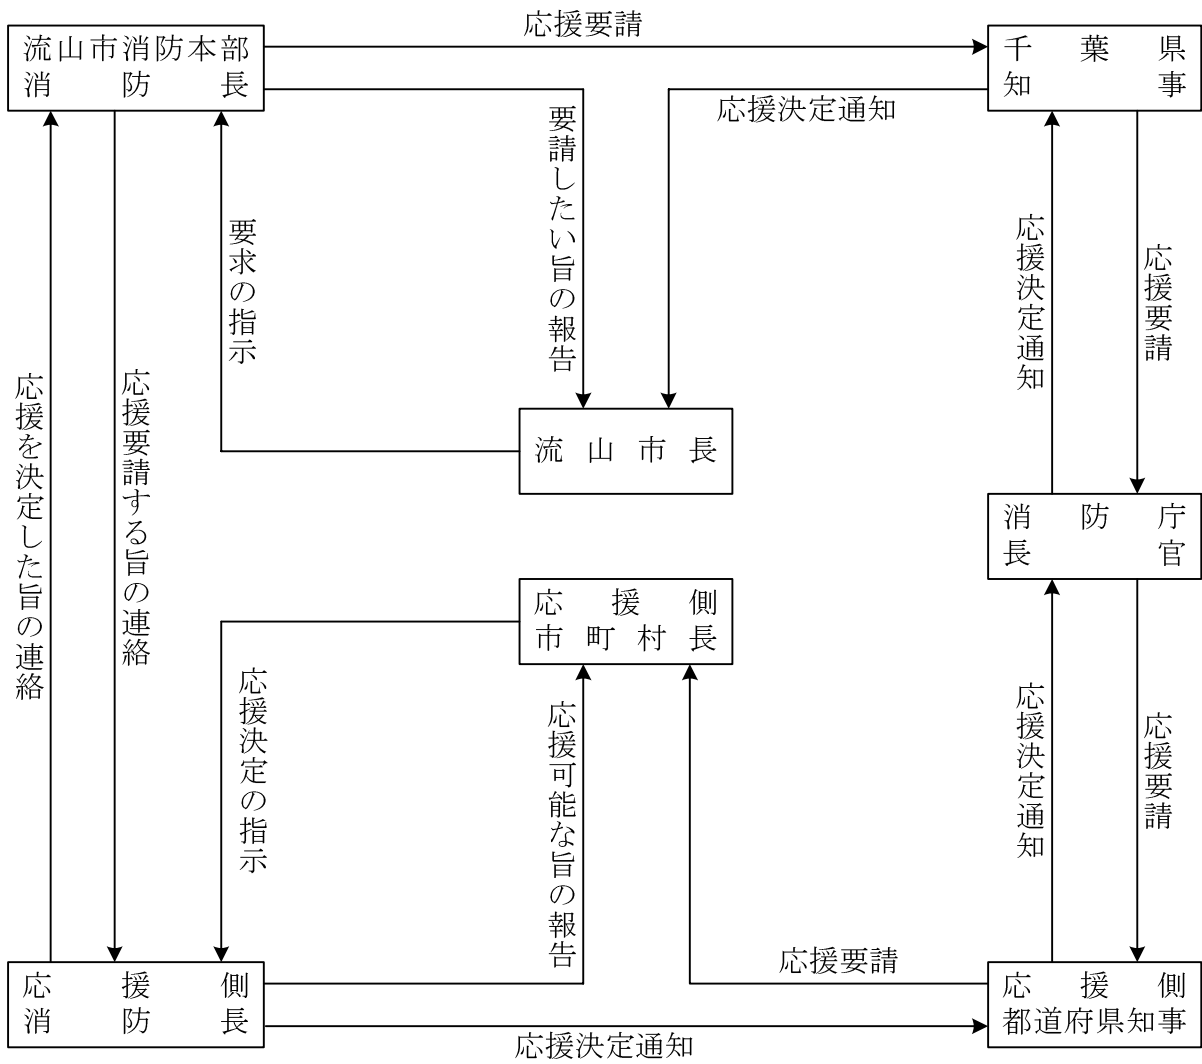 応援要請
流山市消防本部
消防長
千葉県
知事
応援決定通知
要請したい旨の報告
要求の指示
応援決定通知
応援要請
応援を決定した旨の連絡
応援要請する旨の連絡
流山市長
消防庁
長官
応援側
市町村長
応援決定の指示
応援可能な旨の報告
応援決定通知
応援要請
応援要請
応援側
消防長
応援側
都道府県知事
応援決定通知